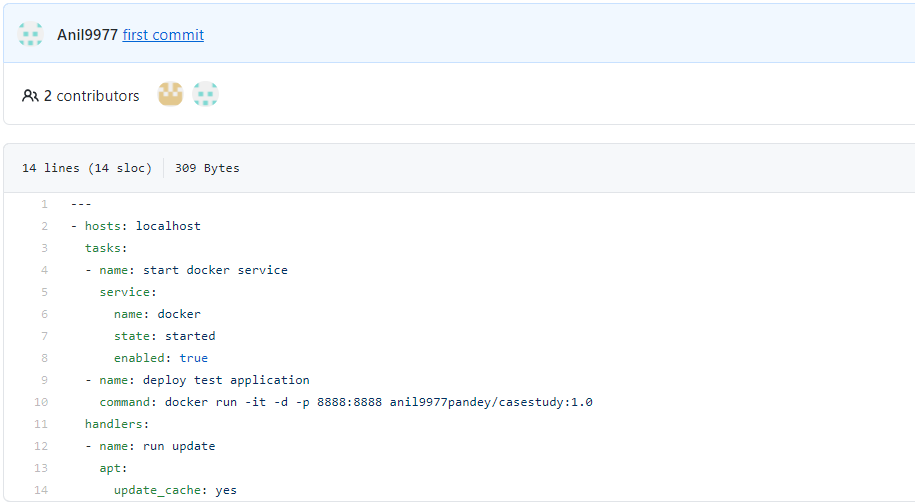 Anil9977 first commit
2 contributors
14 lines (14 sloc) 309 Bytes
1 ---
2 - hosts: localhost
3   tasks:
4   - name: start docker service
5     service:
6       name: docker
7       state: started
8       enabled: true
9   - name: deploy test application
10     command: docker run -it -d -p 8888:8888 anil9977pandey/casestudy:1.0
11   handlers:
12   - name: run update
13     apt:
14       update_cache: yes